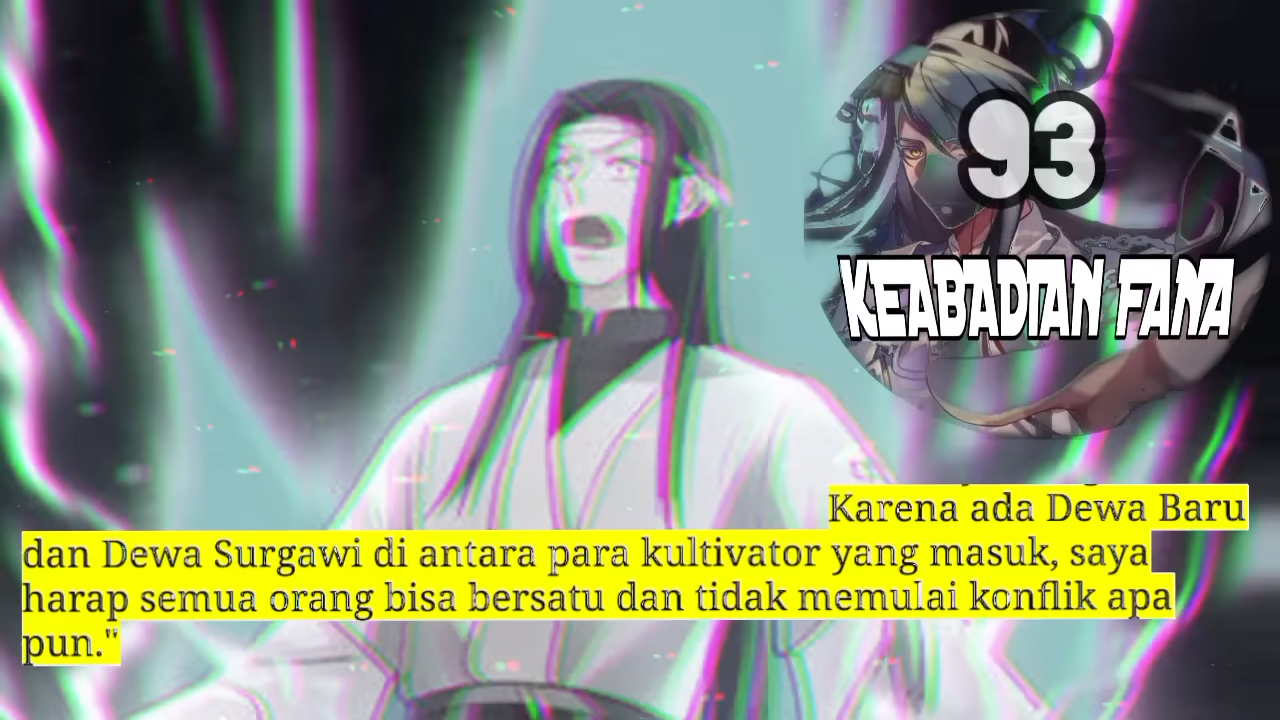 93
KEABADIAN FANA
Karena ada Dewa Baru
dan Dewa Surgawi di antara para kultivator yang masuk, saya
harap semua orang bisa bersatu dan tidak memulai konflik apa
pun."